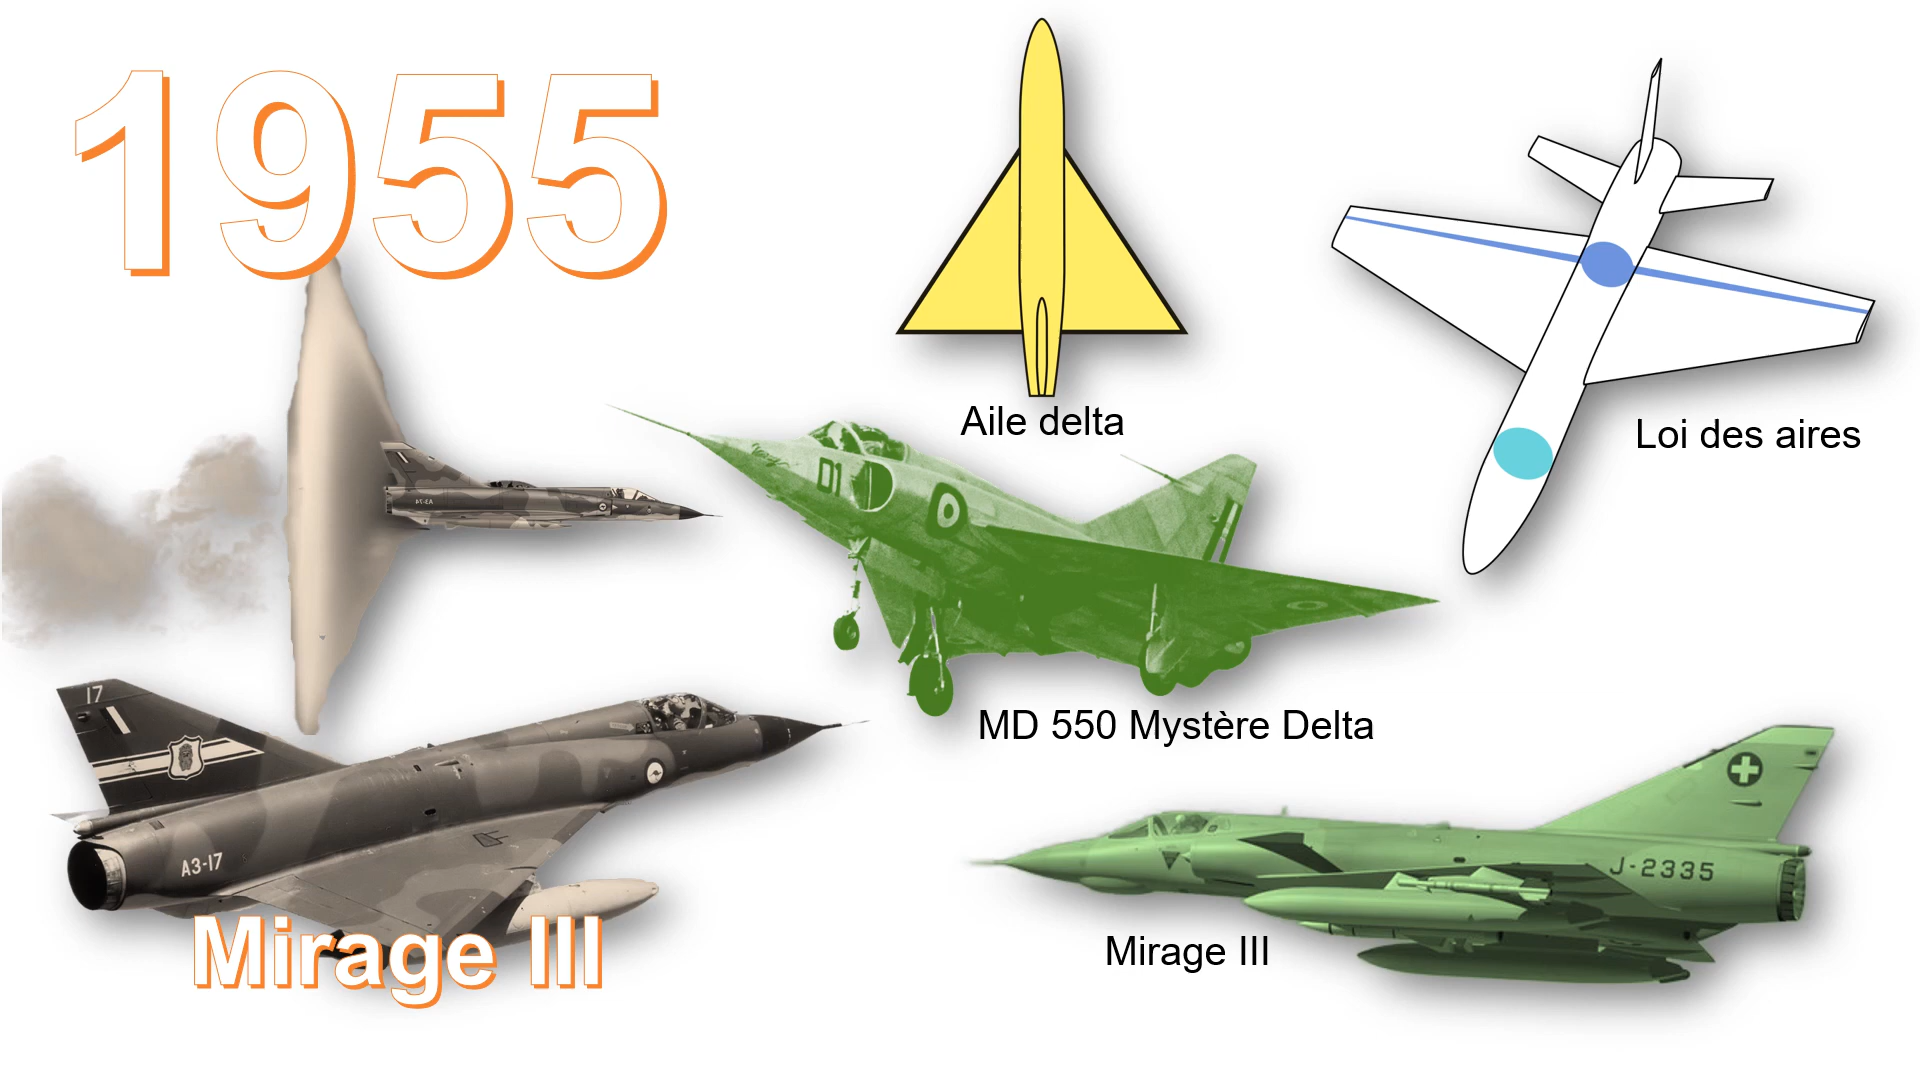 1955
Aile delta
Loi des aires
D1
MD 550 Mystère Delta
17
A3-17
Mirage III
J-2335
Mirage III